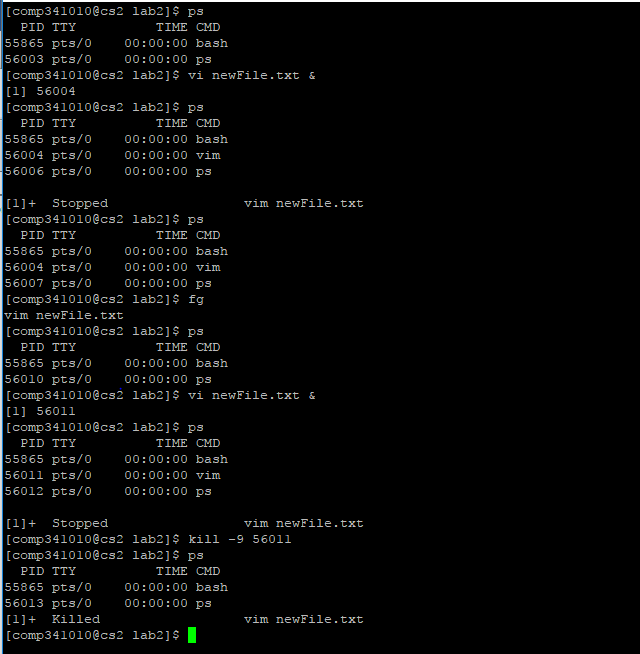 [comp341010@cs2 lab2]$ ps
  PID TTY          TIME CMD
55865 pts/0    00:00:00 bash
56003 pts/0    00:00:00 ps
[comp341010@cs2 lab2]$ vi newFile.txt &
[1] 56004
[comp341010@cs2 lab2]$ ps
  PID TTY          TIME CMD
55865 pts/0    00:00:00 bash
56004 pts/0    00:00:00 vim
56006 pts/0    00:00:00 ps
[1]+  Stopped                 vim newFile.txt
[comp341010@cs2 lab2]$ ps
  PID TTY          TIME CMD
55865 pts/0    00:00:00 bash
56004 pts/0    00:00:00 vim
56007 pts/0    00:00:00 ps
[comp341010@cs2 lab2]$ fg
vim newFile.txt
[comp341010@cs2 lab2]$ ps
  PID TTY          TIME CMD
55865 pts/0    00:00:00 bash
56010 pts/0    00:00:00 ps
[comp341010@cs2 lab2]$ vi newFile.txt &
[1] 56011
[comp341010@cs2 lab2]$ ps
  PID TTY          TIME CMD
55865 pts/0    00:00:00 bash
56011 pts/0    00:00:00 vim
56012 pts/0    00:00:00 ps
[1]+  Stopped                 vim newFile.txt
[comp341010@cs2 lab2]$ kill -9 56011
[comp341010@cs2 lab2]$ ps
  PID TTY          TIME CMD
55865 pts/0    00:00:00 bash
56013 pts/0    00:00:00 ps
[1]+  Killed                  vim newFile.txt
[comp341010@cs2 lab2]$